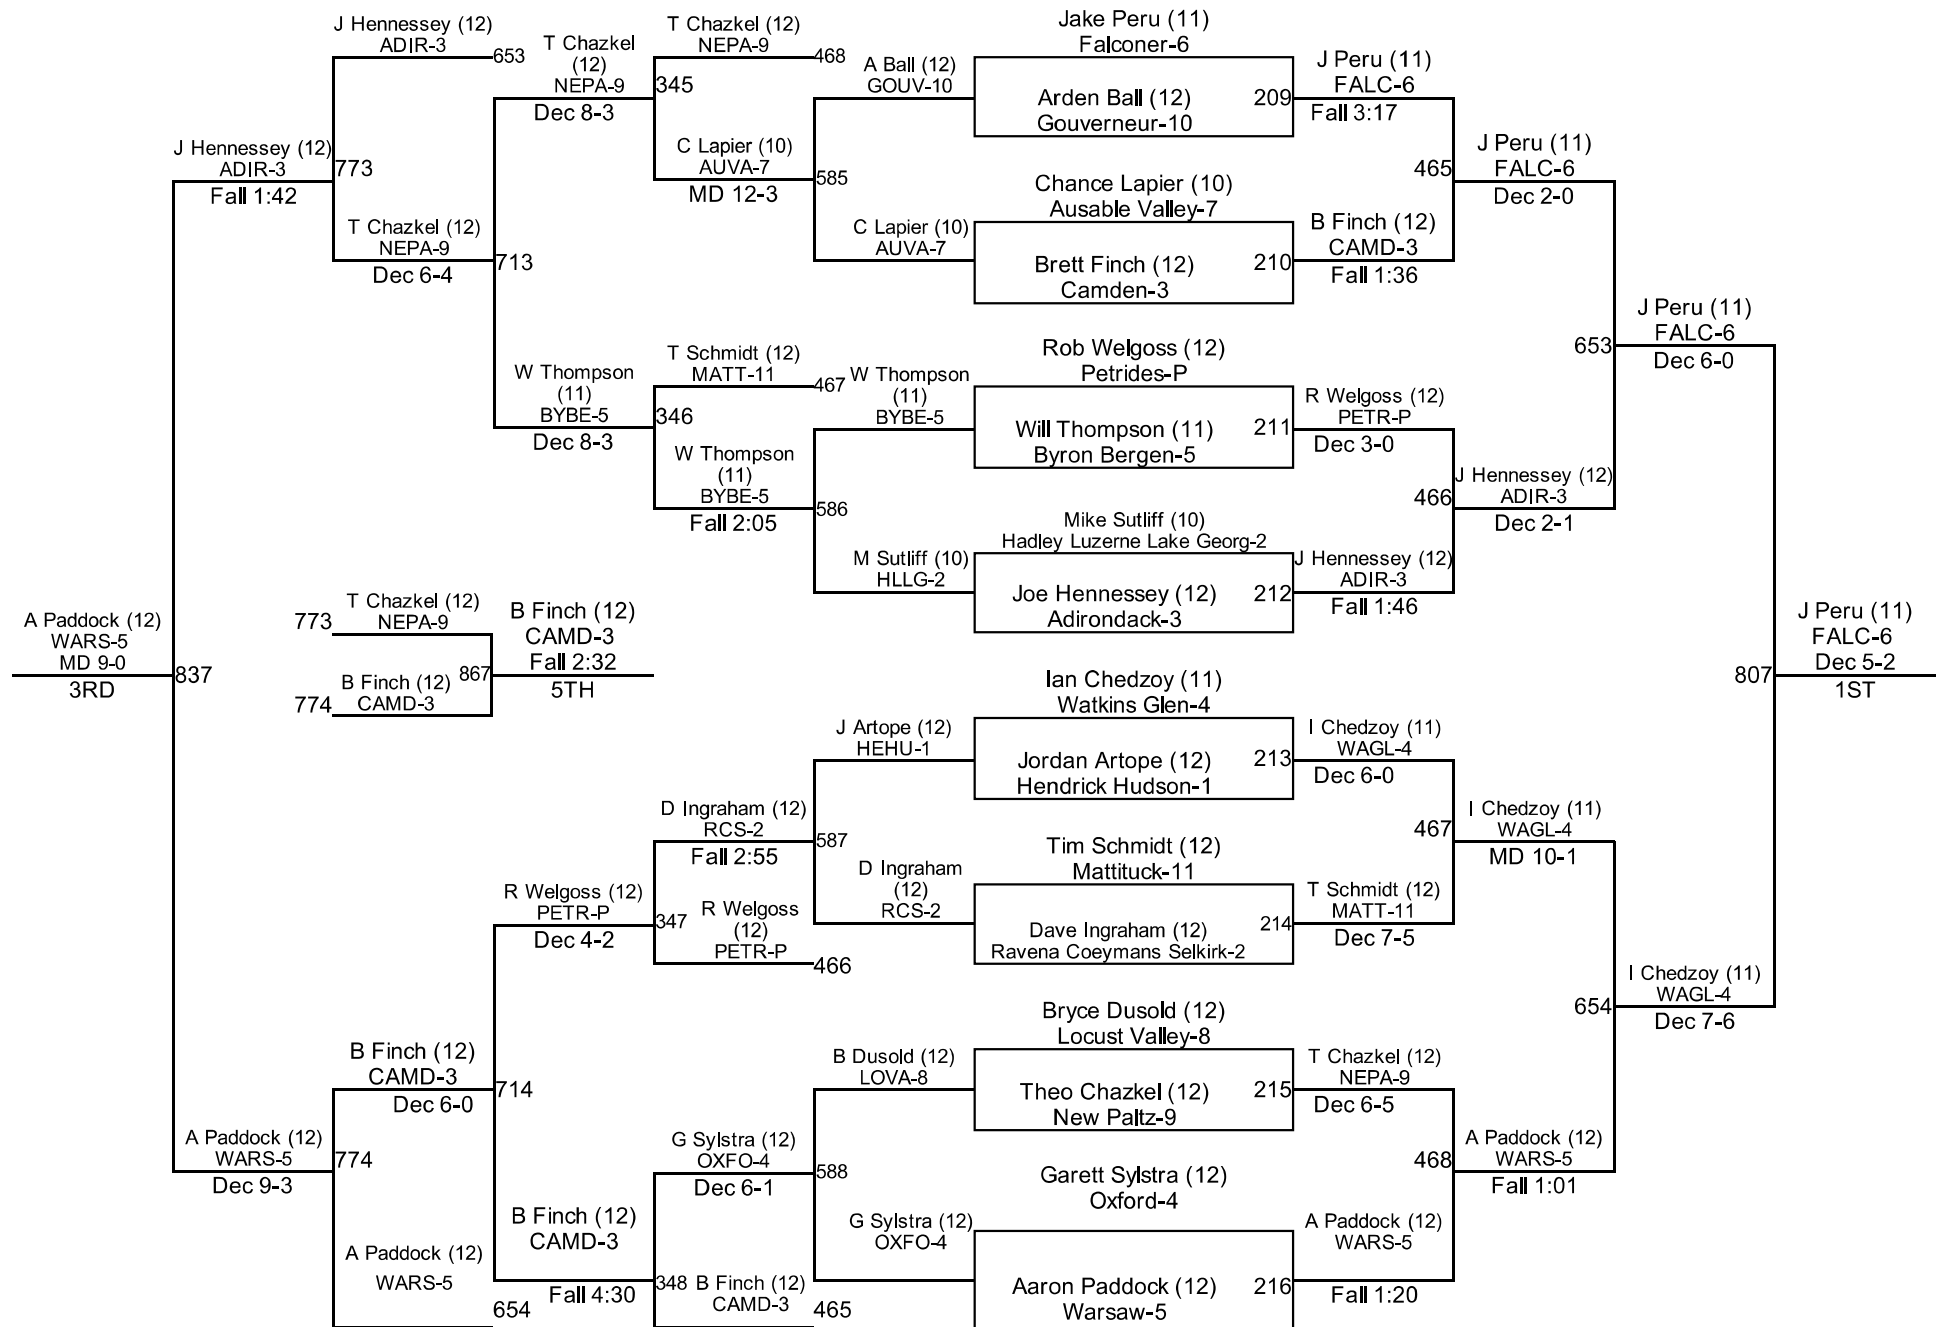 J Hennessey (12)
ADIR-3
653
J Hennessey (12)
ADIR-3
Fall 1:42
773
T Chazkel (12)
NEPA-9
Dec 6-4
T Chazkel
(12)
NEPA-9
Dec 8-3
713
W Thompson
(11)
BYBE-5
Dec 8-3
T Chazkel (12)
NEPA-9
468
345
C Lapier (10)
AUVA-7
MD 12-3
T Schmidt (12)
MATT-11
467
346
W Thompson
(11)
BYBE-5
Fall 2:05
A Ball (12)
GOUV-10
585
C Lapier (10)
AUVA-7
W Thompson
(11)
BYBE-5
586
M Sutliff (10)
HLLG-2
Jake Peru (11)
Falconer-6
Arden Ball (12)
Gouverneur-10
209
Chance Lapier (10)
Ausable Valley-7
Brett Finch (12)
Camden-3
210
Rob Welgoss (12)
Petrides-P
Will Thompson (11)
Byron Bergen-5
211
Mike Sutliff (10)
Hadley Luzerne Lake Georg-2
Joe Hennessey (12)
Adirondack-3
212
J Peru (11)
FALC-6
Fall 3:17
465
B Finch (12)
CAMD-3
Fall 1:36
R Welgoss (12)
PETR-P
Dec 3-0
466
J Hennessey (12)
ADIR-3
Fall 1:46
J Peru (11)
FALC-6
Dec 2-0
653
J Hennessey (12)
ADIR-3
Dec 2-1
J Peru (11)
FALC-6
Dec 6-0
A Paddock (12)
WARS-5
MD 9-0
3RD
837
773
T Chazkel (12)
NEPA-9
774
B Finch (12)
CAMD-3
867
B Finch (12)
CAMD-3
Fall 2:32
5TH
807
J Peru (11)
FALC-6
Dec 5-2
1ST
A Paddock (12)
WARS-5
Dec 9-3
774
B Finch (12)
CAMD-3
Dec 6-0
A Paddock (12)
WARS-5
654
R Welgoss (12)
PETR-P
Dec 4-2
714
B Finch (12)
CAMD-3
Fall 4:30
D Ingraham (12)
RCS-2
Fall 2:55
347
R Welgoss
(12)
PETR-P
466
G Sylstra (12)
OXFO-4
Dec 6-1
348
B Finch (12)
CAMD-3
465
J Artope (12)
HEHU-1
587
D Ingraham
(12)
RCS-2
B Dusold (12)
LOVA-8
588
G Sylstra (12)
OXFO-4
Ian Chedzoy (11)
Watkins Glen-4
Jordan Artope (12)
Hendrick Hudson-1
213
Tim Schmidt (12)
Mattituck-11
Dave Ingraham (12)
Ravena Coeymans Selkirk-2
214
Bryce Dusold (12)
Locust Valley-8
Theo Chazkel (12)
New Paltz-9
215
Garett Sylstra (12)
Oxford-4
Aaron Paddock (12)
Warsaw-5
216
I Chedzoy (11)
WAGL-4
Dec 6-0
467
T Schmidt (12)
MATT-11
Dec 7-5
T Chazkel (12)
NEPA-9
Dec 6-5
468
A Paddock (12)
WARS-5
Fall 1:20
I Chedzoy (11)
WAGL-4
MD 10-1
654
A Paddock (12)
WARS-5
Fall 1:01
I Chedzoy (11)
WAGL-4
Dec 7-6